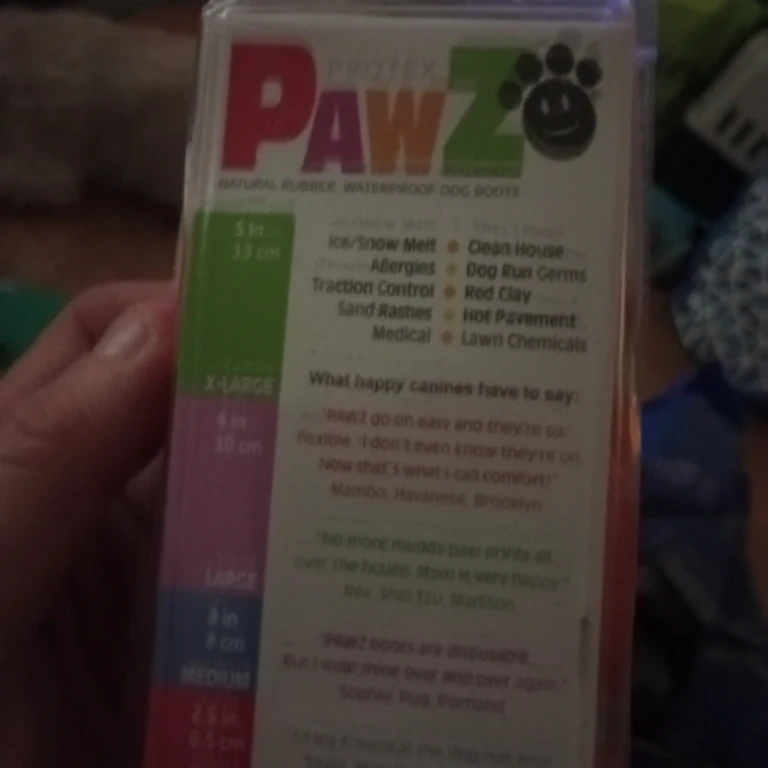 PROTEX
PAWZ
NATURAL RUBBER, WATERPROOF DOG BOOTS
5 in
13 cm
X-LARGE
4 in
10 cm
LARGE
3 in
8 cm
MEDIUM
2.5 in.
6.5 cm
Ice/Snow Melt • Clean House
Allergies • Dog Run Germs
Traction Control • Red Clay
Sand Rashes • Hot Pavement
Medical • Lawn Chemicals
What happy canines have to say:
"PAWZ go on easy and they're so
flexible I don't even know they're on.
Now that's what I call comfort!"
Mambo, Havanese, Brooklyn
"No more muddy paw prints all
over the house. Mom is very happy."
Rex, Shih Tzu, Madison
"PAWZ boots are disposable,
But I wear mine over and over again."
Sophie, Pug, Portland